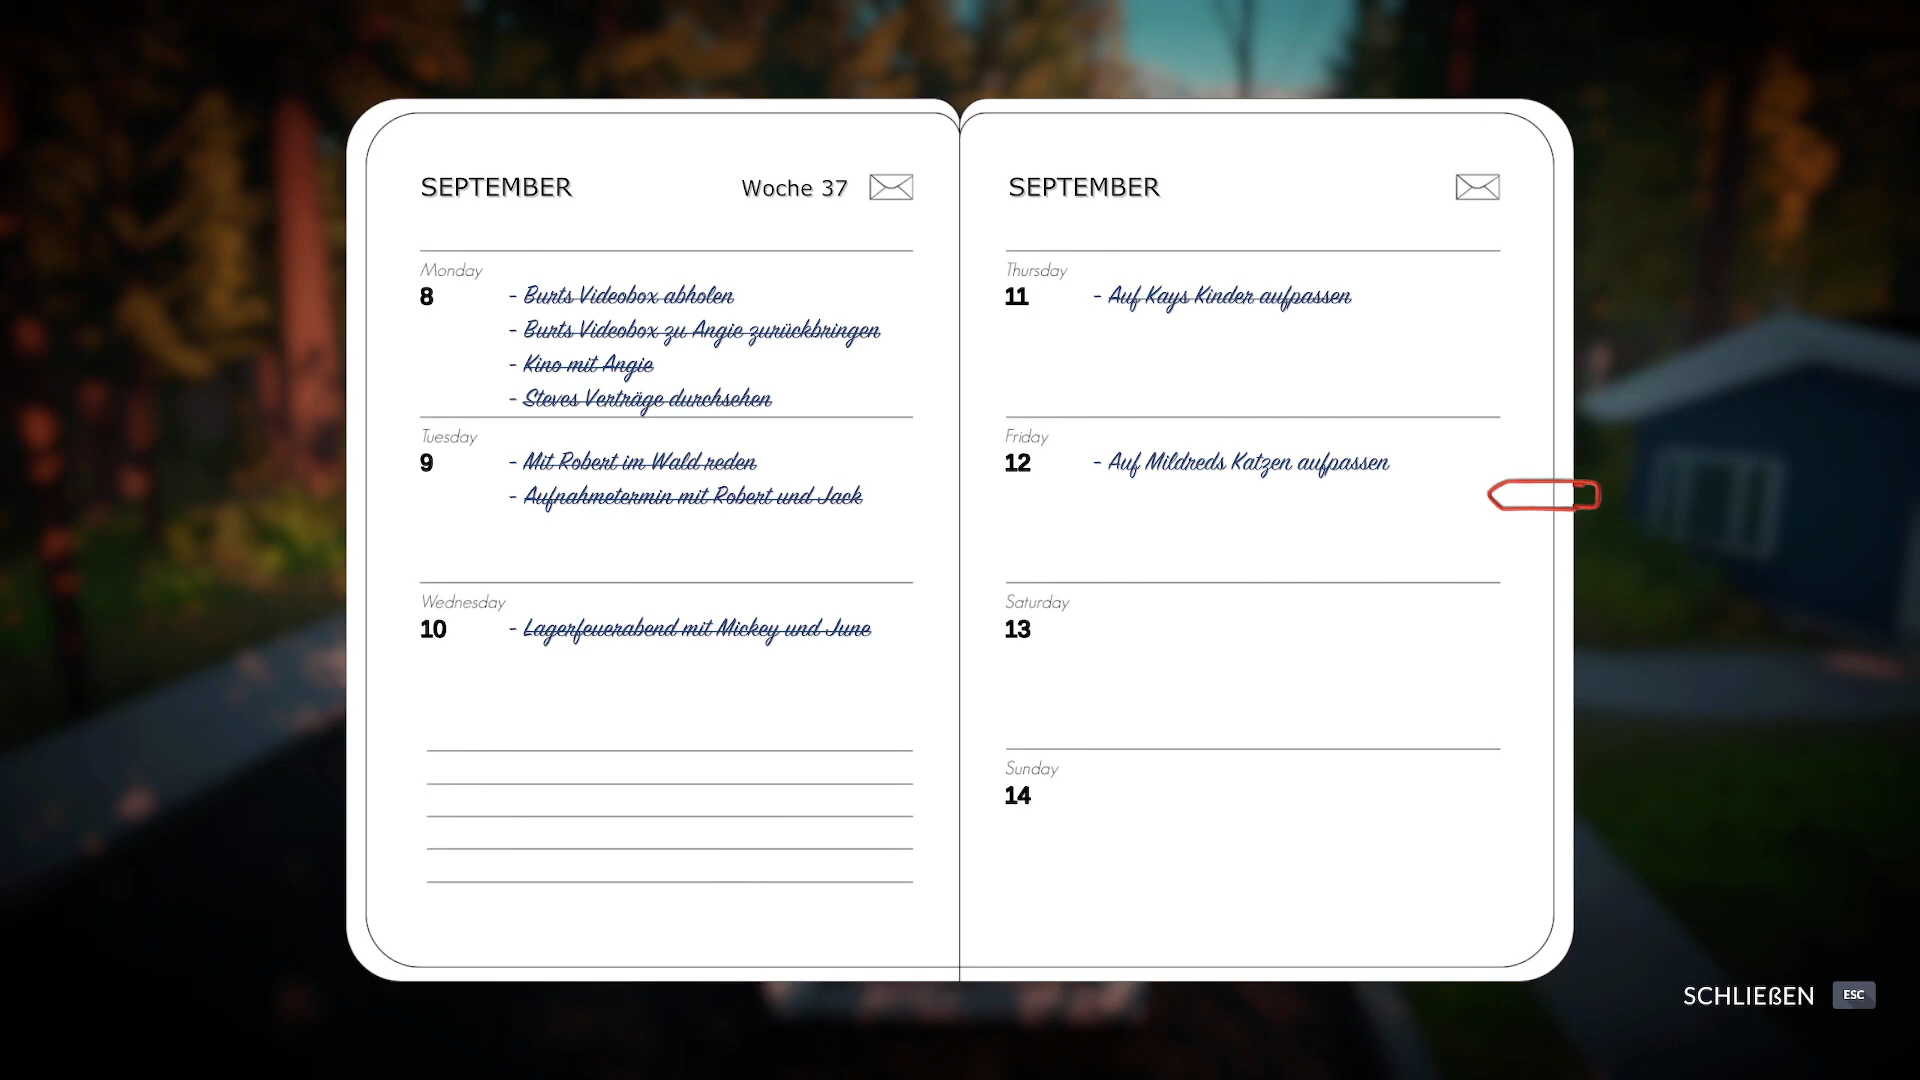 SEPTEMBER Woche 37
Monday
8
- Burts Videobox abholen
- Burts Videobox zu Angie zurückbringen
- Kino mit Angie
- Steves Verträge durchsehen
Tuesday
9
- Mit Robert im Wald reden
- Aufnahmetermin mit Robert und Jack
Wednesday
10
- Lagerfeuerabend mit Mickey und June
SEPTEMBER
Thursday
11
- Auf Kays Kinder aufpassen
Friday
12
- Auf Mildreds Katzen aufpassen
Saturday
13
Sunday
14
SCHLIEßEN ESC